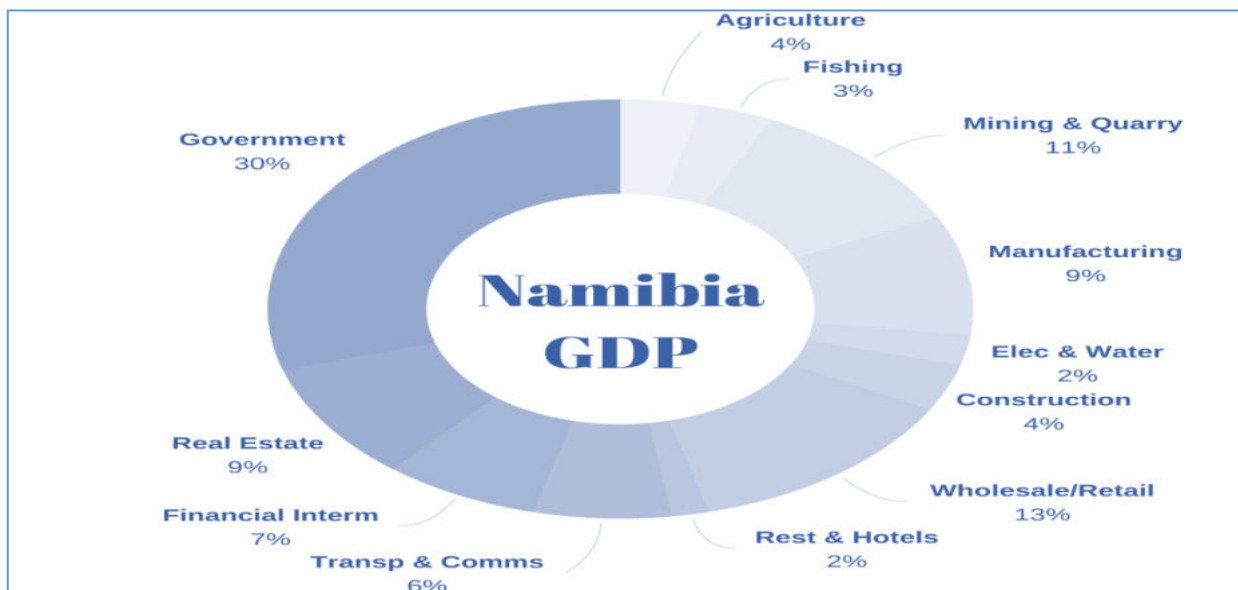 Agriculture
4%
Fishing
3%
Mining & Quarry
11%
Manufacturing
9%
Elec & Water
2%
Construction
4%
Wholesale/Retail
13%
Rest & Hotels
2%
Transp & Comms
6%
Financial Interm
7%
Real Estate
9%
Government
30%
Namibia
GDP